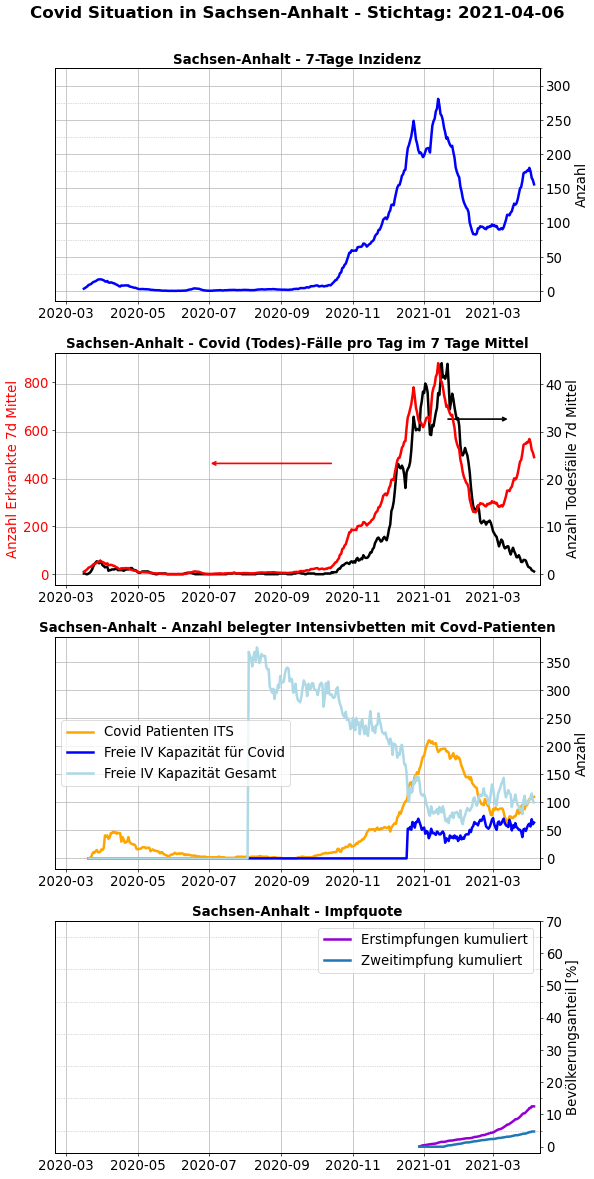 Covid Situation in Sachsen-Anhalt - Stichtag: 2021-04-06
Sachsen-Anhalt - 7-Tage Inzidenz
300
250
200
150
100
50
0
Anzahl
2020-03 2020-05 2020-07 2020-09 2020-11 2021-01 2021-03
Sachsen-Anhalt - Covid (Todes)-Fälle pro Tag im 7 Tage Mittel
Anzahl Erkrankte 7d Mittel
800
600
400
200
0
40
30
20
10
0
Anzahl Todesfälle 7d Mittel
2020-03 2020-05 2020-07 2020-09 2020-11 2021-01 2021-03
Sachsen-Anhalt - Anzahl belegter Intensivbetten mit Covd-Patienten
Covid Patienten ITS
Freie IV Kapazität für Covid
Freie IV Kapazität Gesamt
350
300
250
200
150
100
50
0
Anzahl
2020-03 2020-05 2020-07 2020-09 2020-11 2021-01 2021-03
Sachsen-Anhalt - Impfquote
Erstimpfungen kumuliert
Zweitimpfung kumuliert
70
60
50
40
30
20
10
0
Bevölkerungsanteil [%]
2020-03 2020-05 2020-07 2020-09 2020-11 2021-01 2021-03